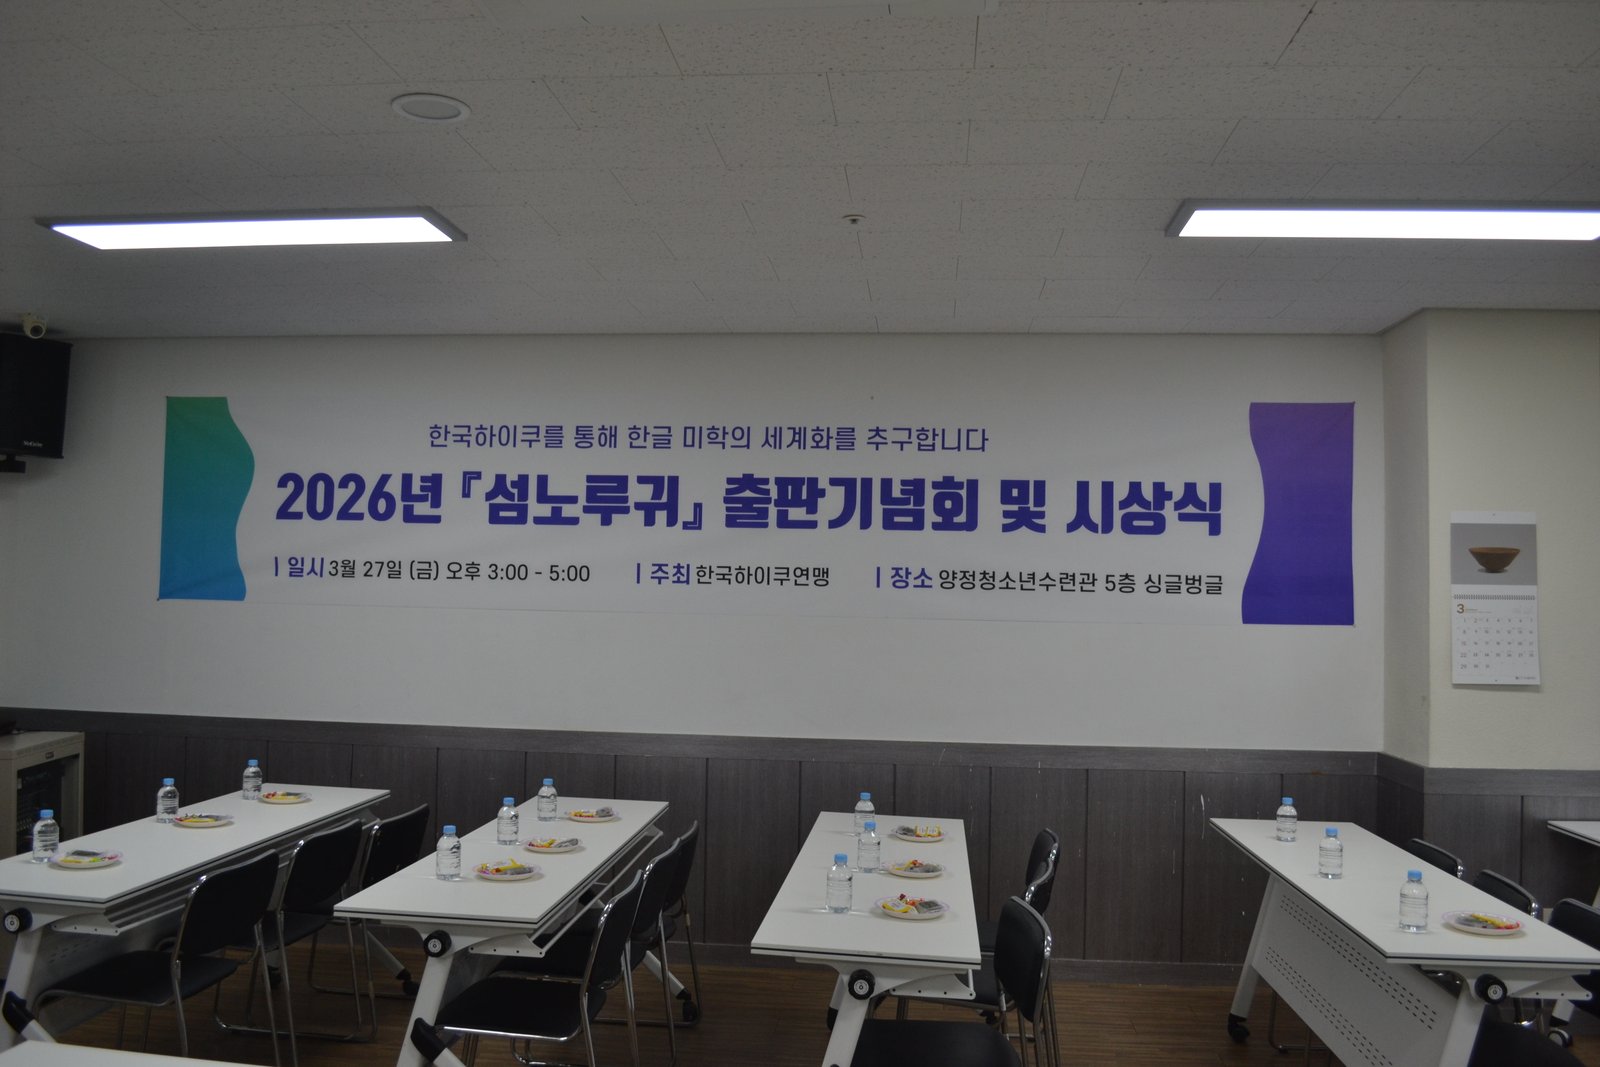 한국하이쿠를 통해 한글 미학의 세계화를 추구합니다
2026년 『섬노루귀』 출판기념회 및 시상식
| 일시 3월 27일 (금) 오후 3:00 - 5:00 | 주최 한국하이쿠연맹 | 장소 양정청소년수련관 5층 싱글벙글
3